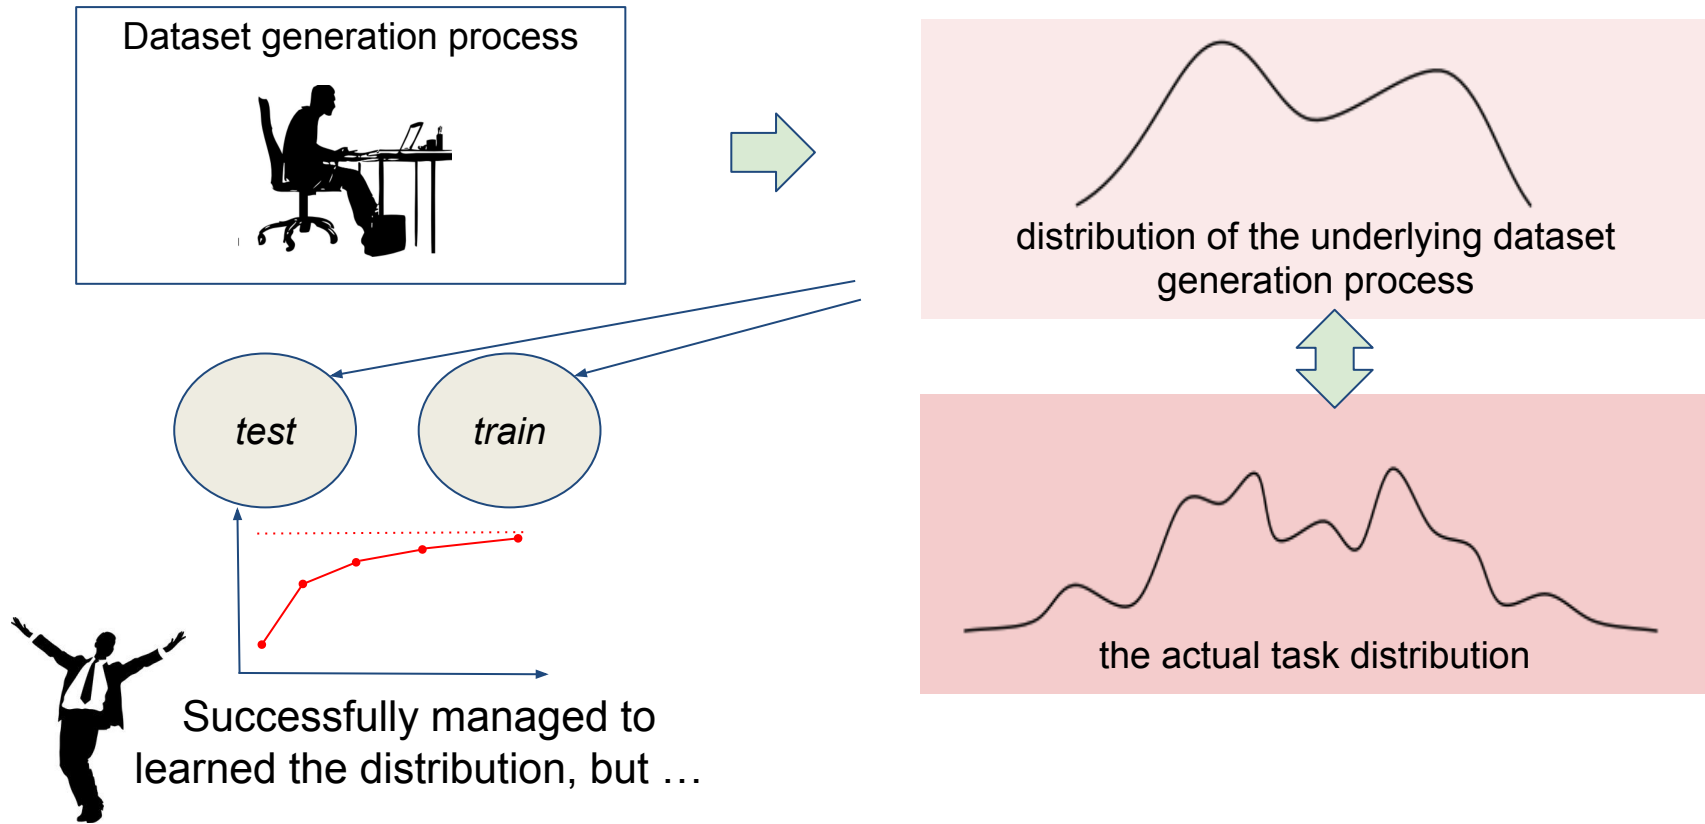 Dataset generation process
distribution of the underlying dataset
generation process
test
train
the actual task distribution
Successfully managed to
learned the distribution, but …